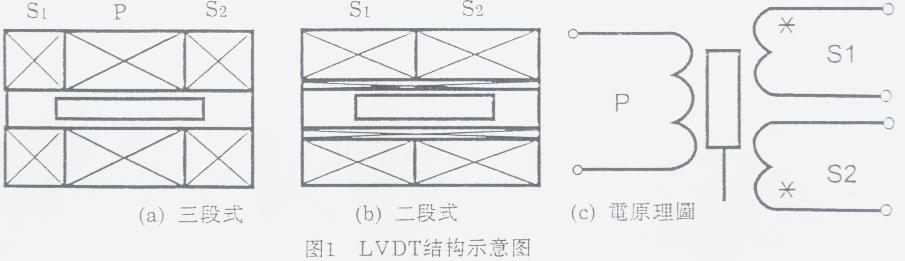 S1 P S2
S1 S2
P
S1
S2
(a) 三段式
(b) 二段式
(c) 電原理圖
图1 LVDT结构示意图